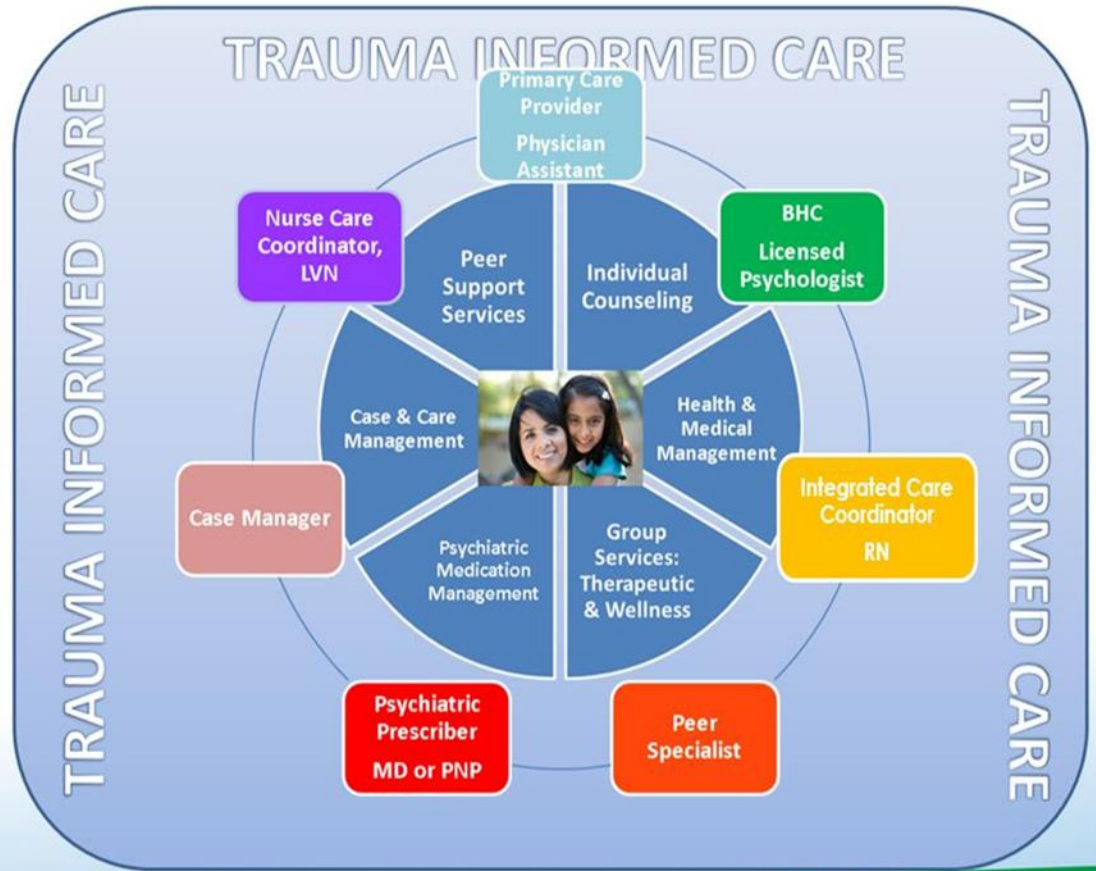 TRAUMA INFORMED CARE
TRAUMA INFORMED CARE
TRAUMA INFORMED CARE
Primary Care
Provider
Physician
Assistant
Nurse Care
Coordinator,
LVN
BHC
Licensed
Psychologist
Peer
Support
Services
Individual
Counseling
Case & Care
Management
Health &
Medical
Management
Case Manager
Integrated Care
Coordinator
RN
Psychiatric
Medication
Management
Group
Services:
Therapeutic
& Wellness
Psychiatric
Prescriber
MD or PNP
Peer
Specialist